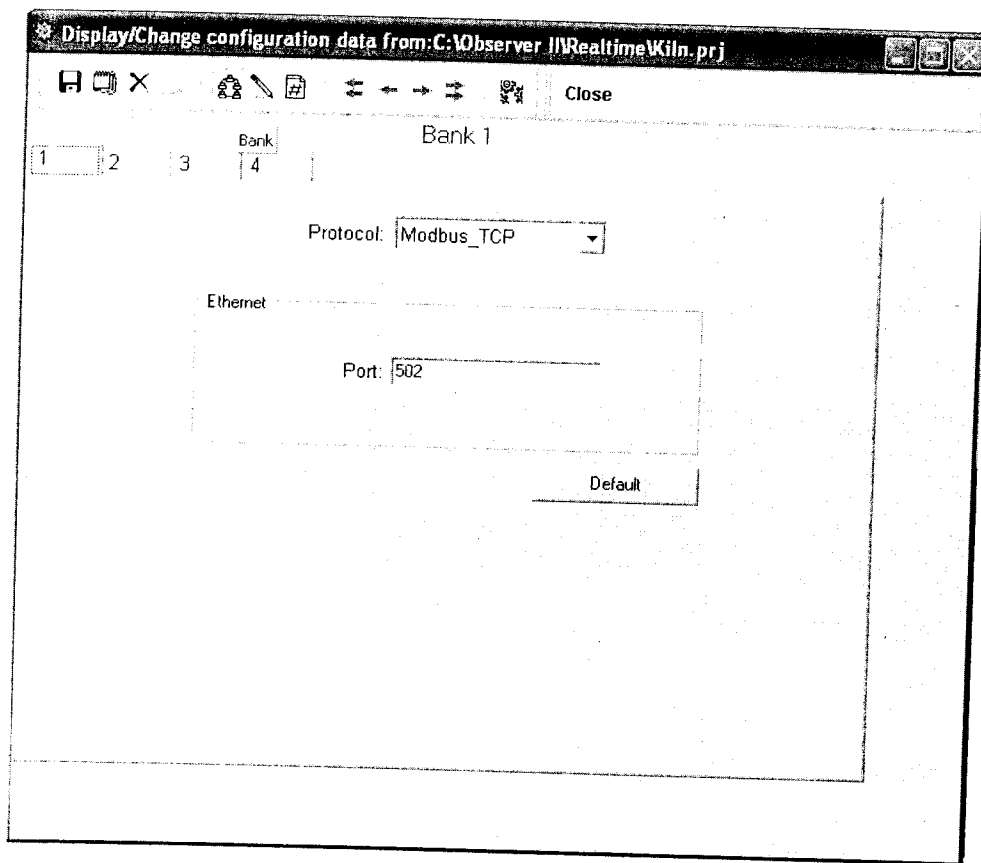 Display/Change configuration data from:C:\Observer II\Realtime\Kiln.prj
Close
Bank
Bank 1
1 2 3 4
Protocol: Modbus_TCP
Ethernet
Port: 502
Default